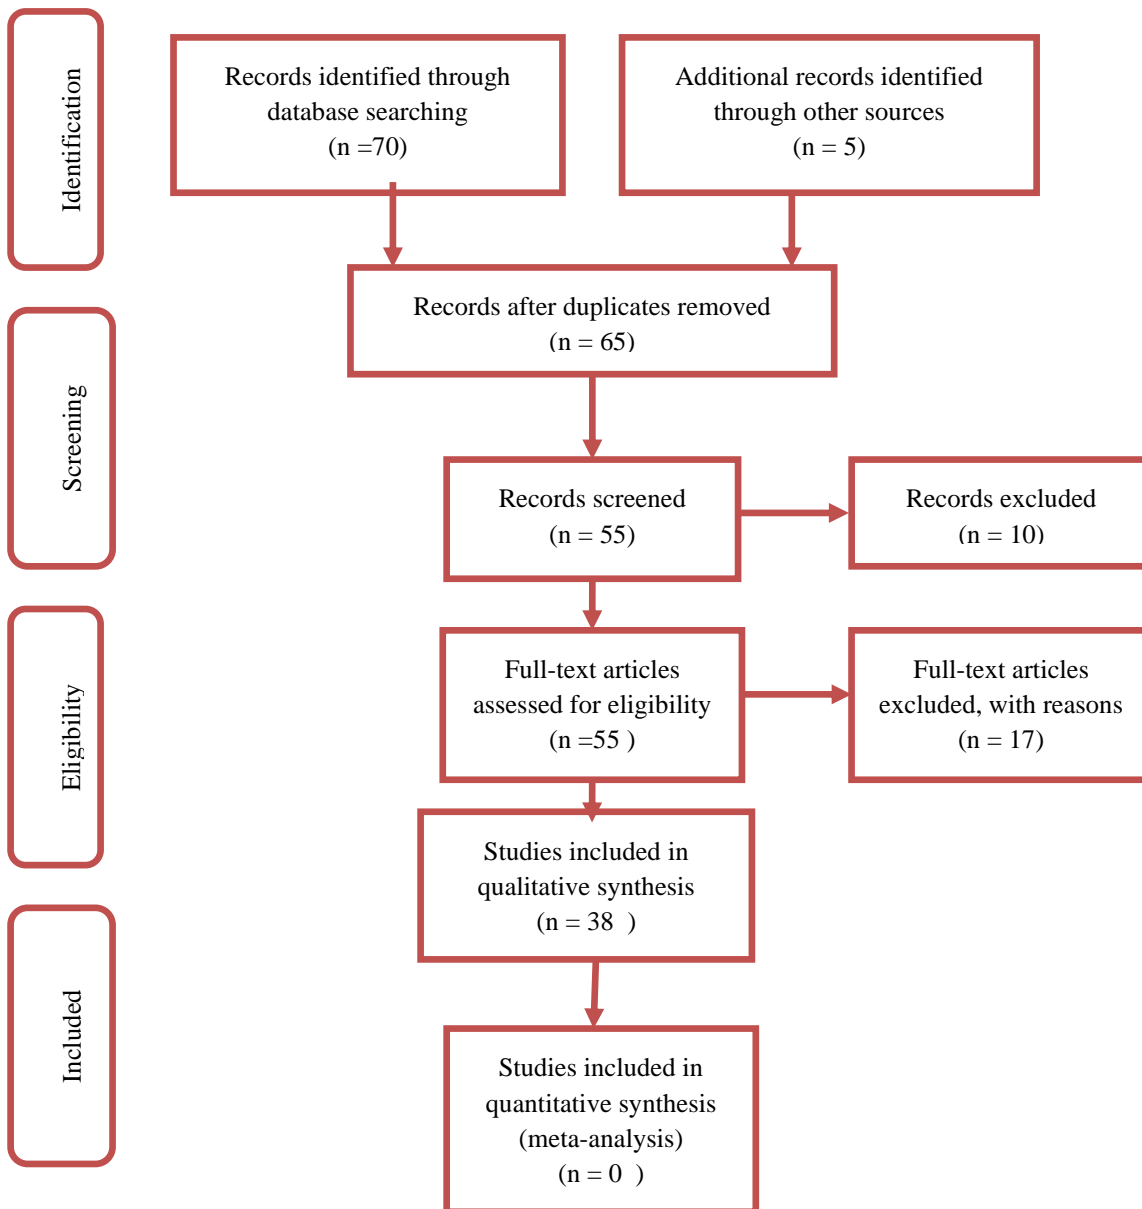 Identification
Records identified through
database searching
(n =70)
Additional records identified
through other sources
(n = 5)
Records after duplicates removed
(n = 65)
Screening
Records screened
(n = 55)
Records excluded
(n = 10)
Eligibility
Full-text articles
assessed for eligibility
(n =55 )
Full-text articles
excluded, with reasons
(n = 17)
Studies included in
qualitative synthesis
(n = 38  )
Included
Studies included in
quantitative synthesis
(meta-analysis)
(n = 0  )